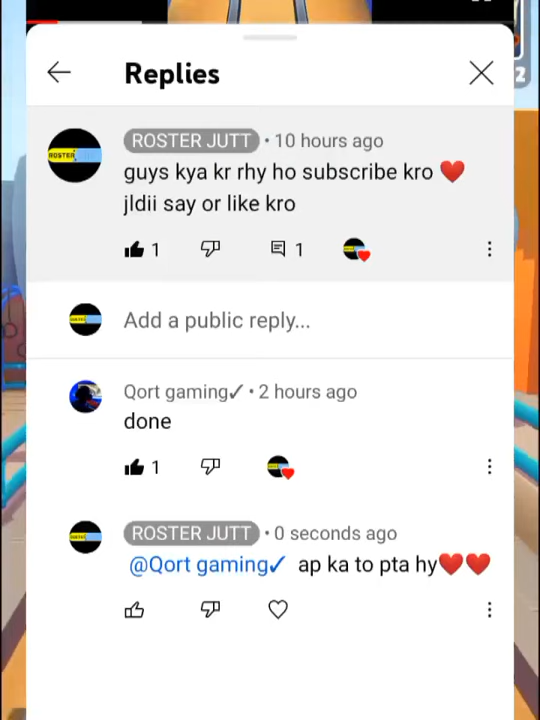 Replies
ROSTER JUTT • 10 hours ago
guys kya kr rhy ho subscribe kro ❤️
jldii say or like kro
1
1
Add a public reply...
Qort gaming✓ • 2 hours ago
done
1
ROSTER JUTT • 0 seconds ago
@Qort gaming✓ ap ka to pta hy❤️❤️